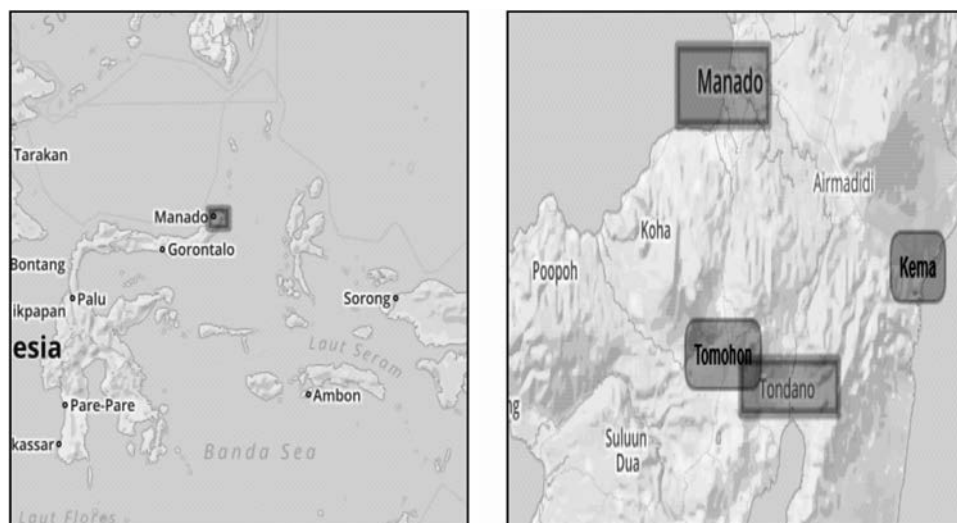 Tarakan
Manado
Gorontalo
Bontang
ikpapan
Palu
Sorong
esia
Laut Seram
Ambon
Pare-Pare
kassar
Banda Sea
Laut Flores
Manado
Airmadidi
Koha
Kema
Poopoh
Tomohon
Tondano
ng
Suluun
Dua